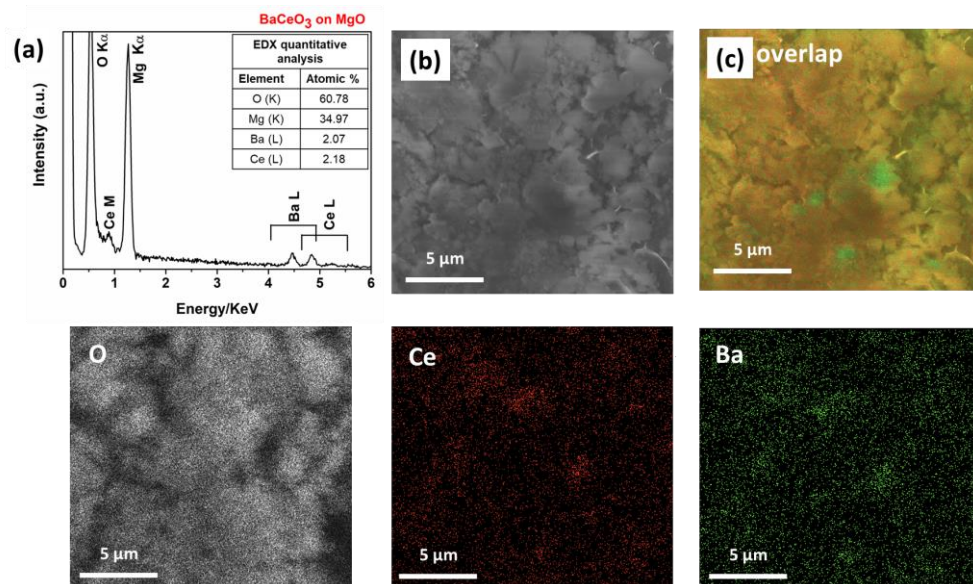 BaCeO₃ on MgO
(a)
O Kα
Mg Kα
Ce M
Ba L
Ce L
EDX quantitative
analysis
Element Atomic %
O (K) 60.78
Mg (K) 34.97
Ba (L) 2.07
Ce (L) 2.18
Intensity (a.u.)
0 1 2 3 4 5 6
Energy/KeV
(b)
5 μm
(c) overlap
5 μm
O
5 μm
Ce
5 μm
Ba
5 μm